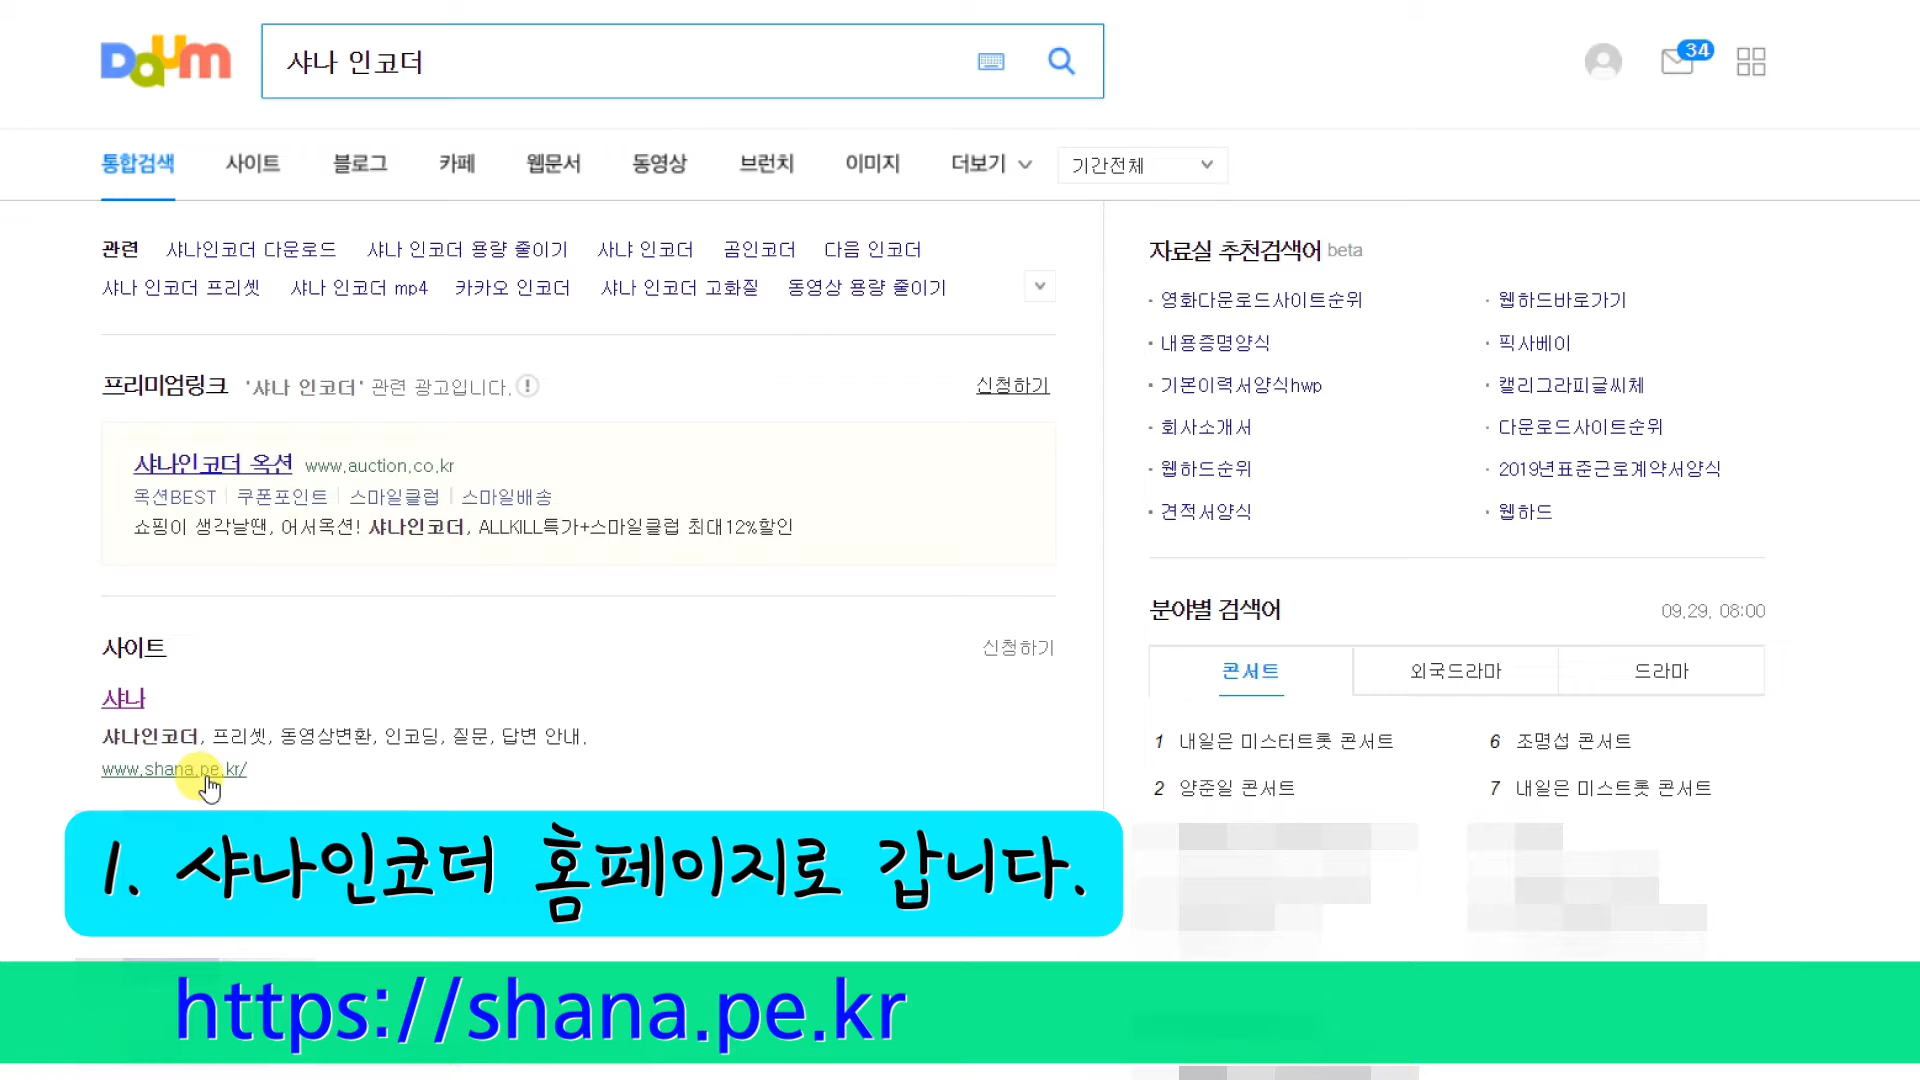 Daum
샤나 인코더
34
통합검색 사이트 블로그 카페 웹문서 동영상 브런치 이미지 더보기 기간전체
관련 샤나인코더 다운로드 샤나 인코더 용량 줄이기 사냐 인코더 곰인코더 다음 인코더
샤나 인코더 프리셋 샤나 인코더 mp4 카카오 인코더 샤나 인코더 고화질 동영상 용량 줄이기
프리미엄링크 '샤나 인코더' 관련 광고입니다. 신청하기
샤나인코더 옥션 www.auction.co.kr
옥션BEST 쿠폰포인트 스마일클럽 스마일배송
쇼핑이 생각날땐, 어서옥션! 샤나인코더, ALLKILL특가+스마일클럽 최대12%할인
사이트 신청하기
샤나
샤나인코더, 프리셋, 동영상변환, 인코딩, 질문, 답변 안내.
www.shana.pe.kr/
자료실 추천검색어 beta
· 영화다운로드사이트순위 · 웹하드바로가기
· 내용증명양식 · 픽사베이
· 기본이력서양식hwp · 캘리그라피글씨체
· 회사소개서 · 다운로드사이트순위
· 웹하드순위 · 2019년표준근로계약서양식
· 견적서양식 · 웹하드
분야별 검색어 09.29. 08:00
콘서트 외국드라마 드라마
1 내일은 미스터트롯 콘서트 6 조명섭 콘서트
2 양준일 콘서트 7 내일은 미스트롯 콘서트
1. 샤나인코더 홈페이지로 갑니다.
https://shana.pe.kr